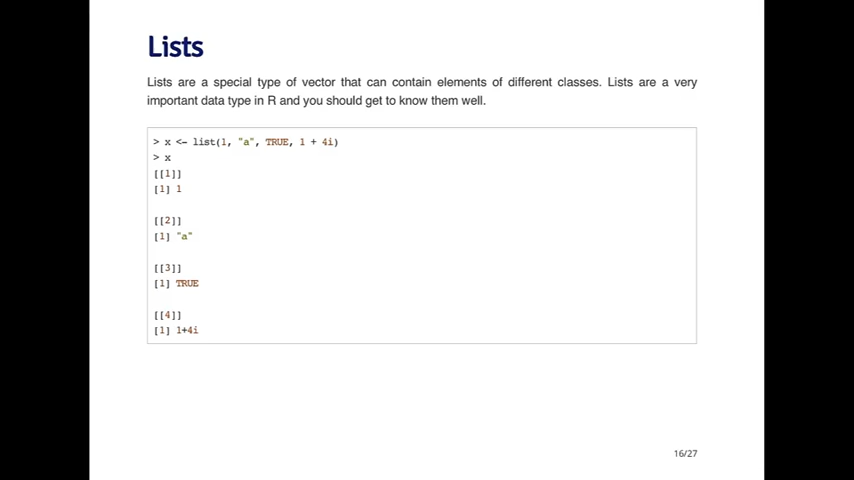 Lists
Lists are a special type of vector that can contain elements of different classes. Lists are a very
important data type in R and you should get to know them well.
> x <- list(1, "a", TRUE, 1 + 4i)
> x
[[1]]
[1] 1
[[2]]
[1] "a"
[[3]]
[1] TRUE
[[4]]
[1] 1+4i
16/27